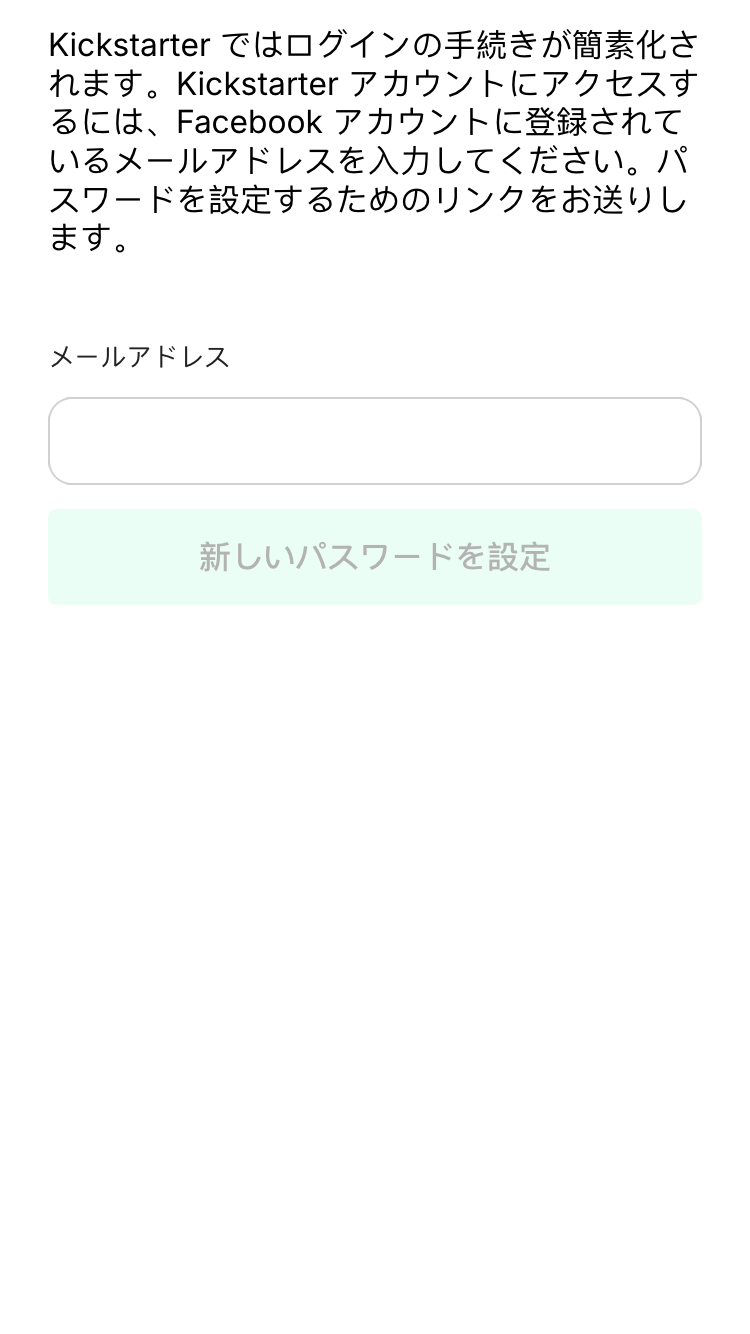 Kickstarter ではログインの手続きが簡素化さ
れます。Kickstarter アカウントにアクセスす
るには、Facebook アカウントに登録されて
いるメールアドレスを入力してください。パ
スワードを設定するためのリンクをお送りし
ます。
メールアドレス
新しいパスワードを設定